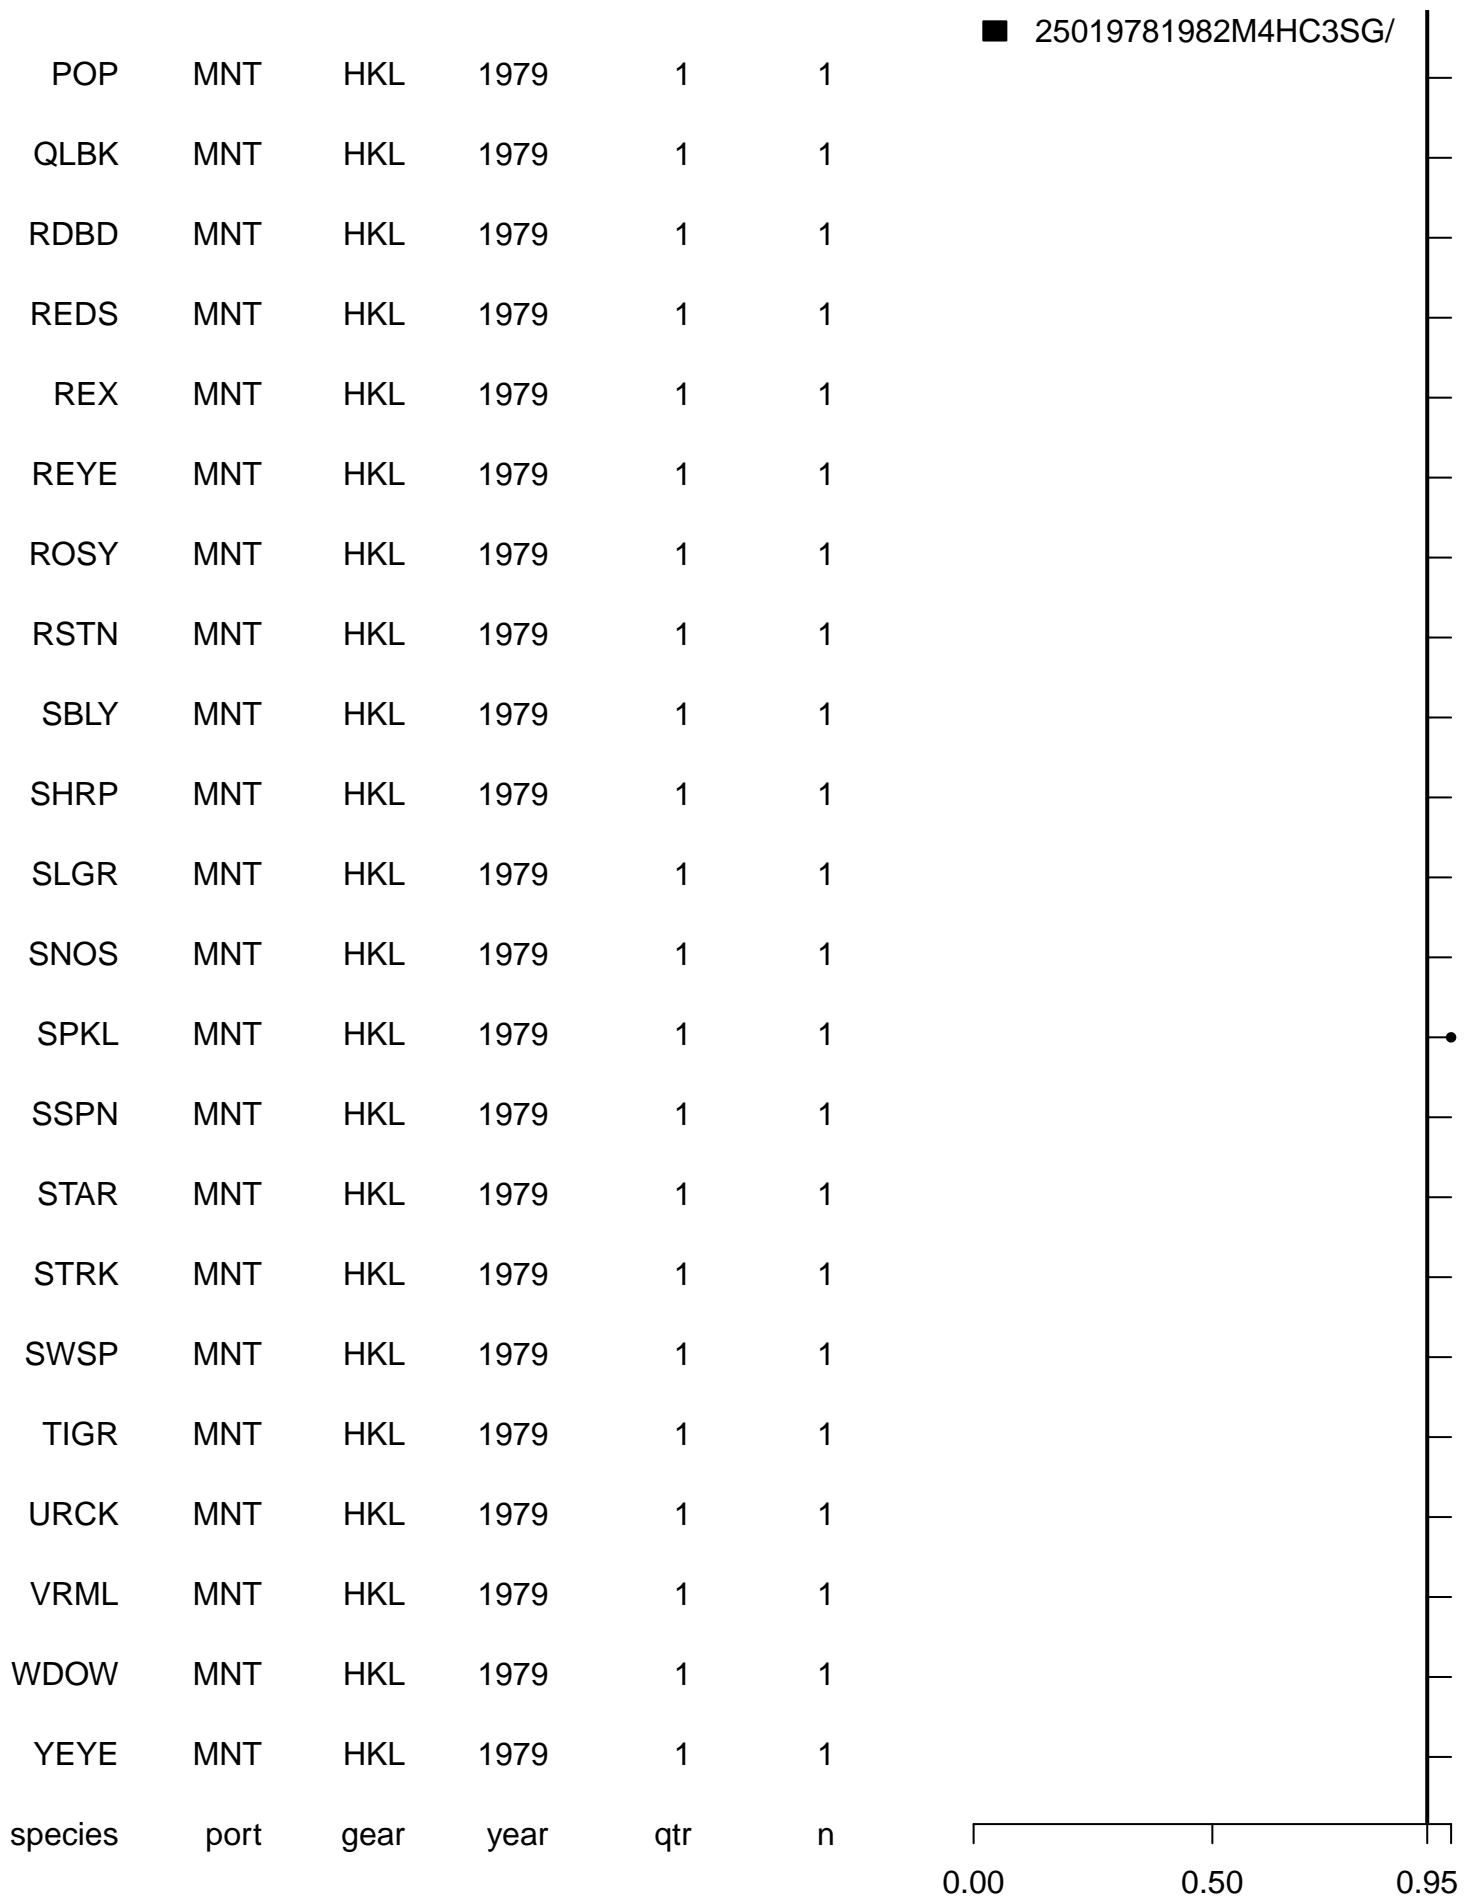 25019781982M4HC3SG/
POP MNT HKL 1979 1 1
QLBK MNT HKL 1979 1 1
RDBD MNT HKL 1979 1 1
REDS MNT HKL 1979 1 1
REX MNT HKL 1979 1 1
REYE MNT HKL 1979 1 1
ROSY MNT HKL 1979 1 1
RSTN MNT HKL 1979 1 1
SBLY MNT HKL 1979 1 1
SHRP MNT HKL 1979 1 1
SLGR MNT HKL 1979 1 1
SNOS MNT HKL 1979 1 1
SPKL MNT HKL 1979 1 1
SSPN MNT HKL 1979 1 1
STAR MNT HKL 1979 1 1
STRK MNT HKL 1979 1 1
SWSP MNT HKL 1979 1 1
TIGR MNT HKL 1979 1 1
URCK MNT HKL 1979 1 1
VRML MNT HKL 1979 1 1
WDOW MNT HKL 1979 1 1
YEYE MNT HKL 1979 1 1
species port gear year qtr n
0.00 0.50 0.95